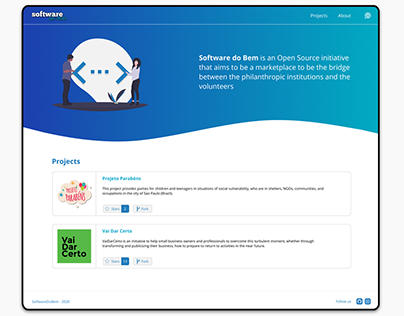 software
Projects
About
Software do Bem is an Open Source initiative
that aims to be a marketplace to be the bridge
between the philanthropic institutions and the
volunteers
Projects
PROJETO
PARABÉNS
Projeto Parabéns
This project provides parties for children and teenagers in situations of social vulnerability, who are in shelters, NGOs, communities, and
occupations in the city of Sao Paulo (Brazil).
Stars
Fork
Vai
Dar
Certo
Vai Dar Certo
VaiDarCerto is an initiative to help small business owners and professionals to overcome this turbulent moment, whether through
transforming and publicizing their business, how to prepare to return to activities in the near future.
Stars
Fork
SoftwareDoBem - 2020
Follow us